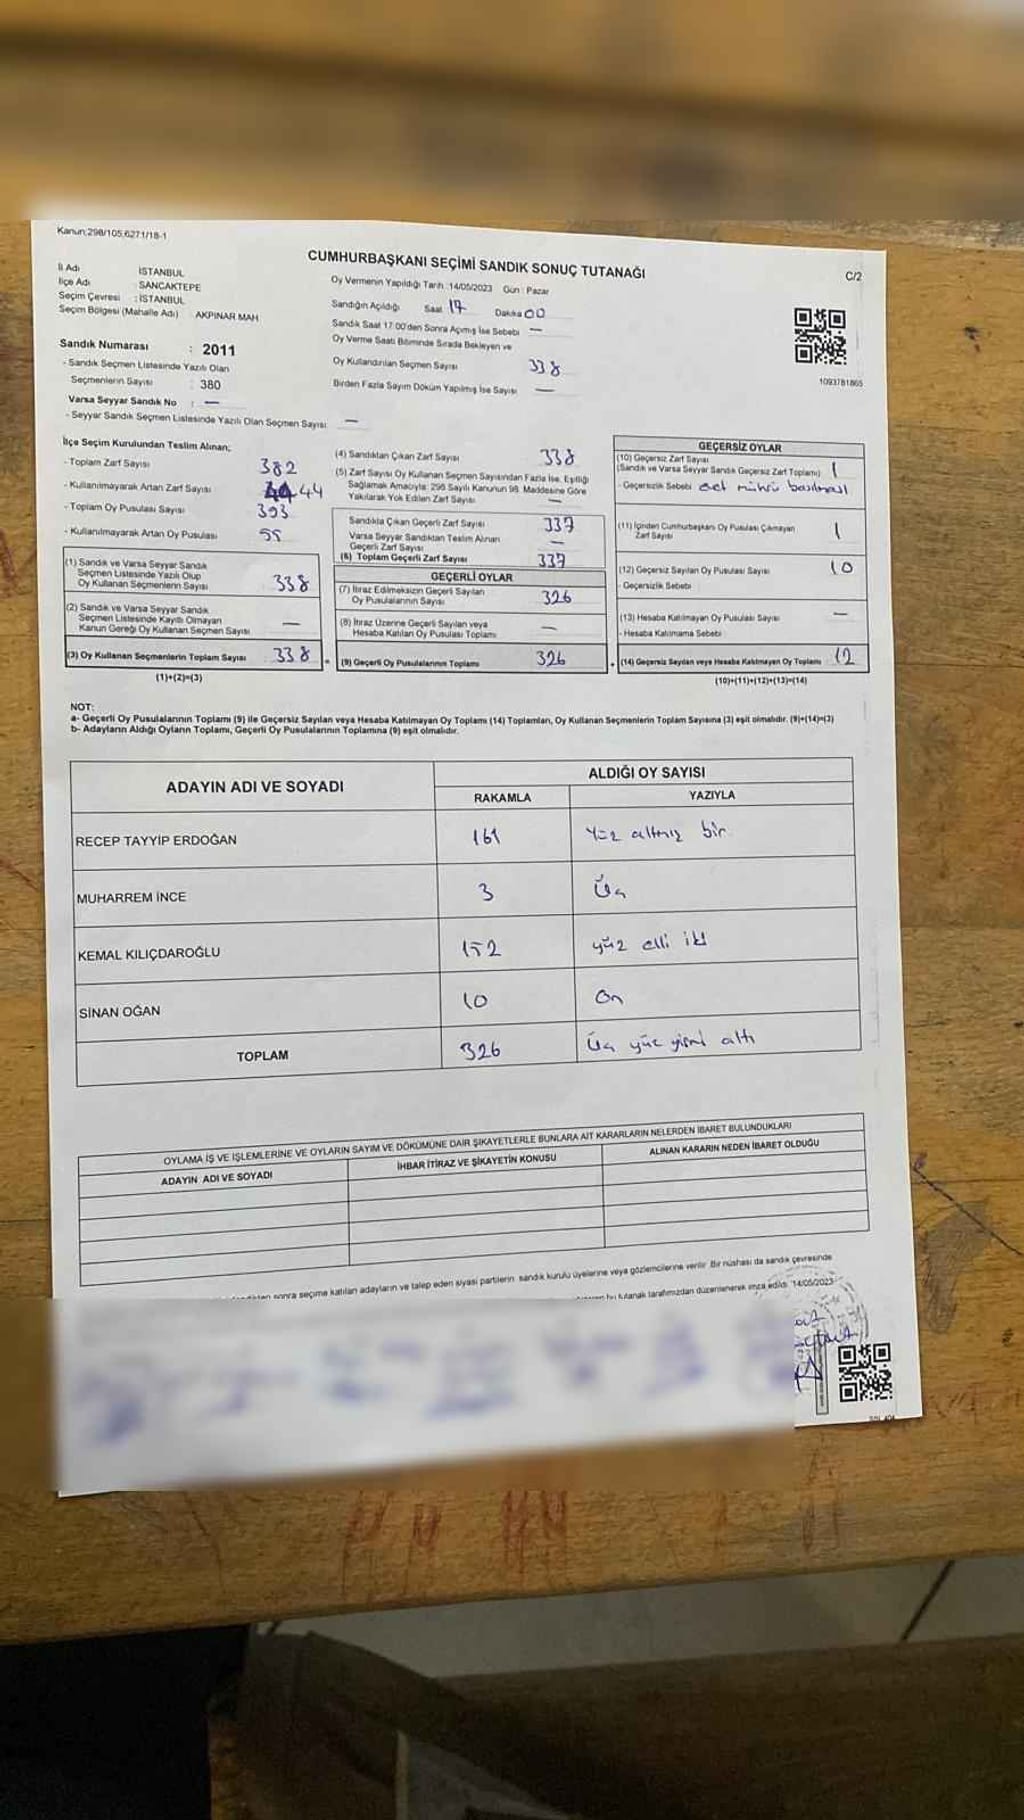 Kanun;298/105,6271/18-1
CUMHURBAŞKANI SEÇİMİ SANDIK SONUÇ TUTANAĞI
C/2
İl Adı İSTANBUL
İlçe Adı : SANCAKTEPE
Seçim Çevresi : İSTANBUL
Seçim Bölgesi (Mahalle Adı) : AKPINAR MAH.
Sandık Numarası : 2011
- Sandık Seçmen Listesinde Yazılı Olan
Seçmenlerin Sayısı : 380
Varsa Seyyar Sandık No : —
- Seyyar Sandık Seçmen Listesinde Yazılı Olan Seçmen Sayısı —
Oy Vermenin Yapıldığı Tarih : 14/05/2023 Gün : Pazar
Sandığın Açıldığı Saat 17 Dakika 00
Sandık Saat 17:00'den Sonra Açımış İse Sebebi —
Oy Verme Saati Bitiminde Sırada Bekleyen ve
Oy Kullandırılan Seçmen Sayısı 338
Birden Fazla Sayım Döküm Yapılmış İse Sayısı —
1093781865
İlçe Seçim Kurulundan Teslim Alınan;
- Toplam Zarf Sayısı 382
- Kullanılmayarak Artan Zarf Sayısı 44
- Toplam Oy Pusulası Sayısı 393
- Kullanılmayarak Artan Oy Pusulası 55
(1) Sandık ve Varsa Seyyar Sandık
Seçmen Listesinde Yazılı Olup
Oy Kullanan Seçmenlerin Sayısı 338
(2) Sandık ve Varsa Seyyar Sandık
Seçmen Listesinde Kayıtlı Olmayan
Kanun Gereği Oy Kullanan Seçmen Sayısı —
(3) Oy Kullanan Seçmenlerin Toplam Sayısı 338
(1)+(2)=(3)
(4) Sandıktan Çıkan Zarf Sayısı 338
(5) Zarf Sayısı Oy Kullanan Seçmen Sayısından Fazla İse, Eşitliği
Sağlamak Amacıyla; 298 Sayılı Kanunun 98. Maddesine Göre
Yakılarak Yok Edilen Zarf Sayısı —
Sandıkta Çıkan Geçerli Zarf Sayısı 337
Varsa Seyyar Sandıktan Teslim Alınan
Geçerli Zarf Sayısı —
(6) Toplam Geçerli Zarf Sayısı 337
GEÇERLİ OYLAR
(7) İtiraz Edilmeksizin Geçerli Sayılan
Oy Pusulalarının Sayısı 326
(8) İtiraz Üzerine Geçerli Sayılan veya
Hesaba Katılan Oy Pusulası Toplamı —
(9) Geçerli Oy Pusulalarının Toplamı 326
GEÇERSİZ OYLAR
(10) Geçersiz Zarf Sayısı
(Sandık ve Varsa Seyyar Sandık Geçersiz Zarf Toplamı) 1
- Geçersizlik Sebebi evet mührü basılması
(11) İçinden Cumhurbaşkanı Oy Pusulası Çıkmayan
Zarf Sayısı 1
(12) Geçersiz Sayılan Oy Pusulası Sayısı 10
- Geçersizlik Sebebi
(13) Hesaba Katılmayan Oy Pusulası Sayısı —
- Hesaba Katılmama Sebebi
(14) Geçersiz Sayılan veya Hesaba Katılmayan Oy Toplamı 12
(10)+(11)+(12)+(13)=(14)
NOT:
a- Geçerli Oy Pusulalarının Toplamı (9) ile Geçersiz Sayılan veya Hesaba Katılmayan Oy Toplamı (14) Toplamları, Oy Kullanan Seçmenlerin Toplam Sayısına (3) eşit olmalıdır. (9)+(14)=(3)
b- Adayların Aldığı Oyların Toplamı, Geçerli Oy Pusulalarının Toplamına (9) eşit olmalıdır.
ADAYIN ADI VE SOYADI ALDIĞI OY SAYISI
RAKAMLA YAZIYLA
RECEP TAYYİP ERDOĞAN 161 Yüz altmış bir
MUHARREM İNCE 3 Üç
KEMAL KILIÇDAROĞLU 152 yüz elli iki
SİNAN OĞAN 10 On
TOPLAM 326 Üç yüz yirmi altı
OYLAMA İŞ VE İŞLEMLERİNE VE OYLARIN SAYIM VE DÖKÜMÜNE DAİR ŞİKAYETLERLE BUNLARA AİT KARARLARIN NELERDEN İBARET BULUNDUKLARI
ADAYIN ADI VE SOYADI İHBAR İTİRAZ VE ŞİKAYETİN KONUSU ALINAN KARARIN NEDEN İBARET OLDUĞU
sonra seçime katılan adayların ve talep eden siyasi partilerin sandık kurulu üyelerine veya gözlemcilerine verilir. Bir nüshası da sandık çevresinde
bu tutanak tarafımızdan düzenlenerek imza edildi. 14/05/2023